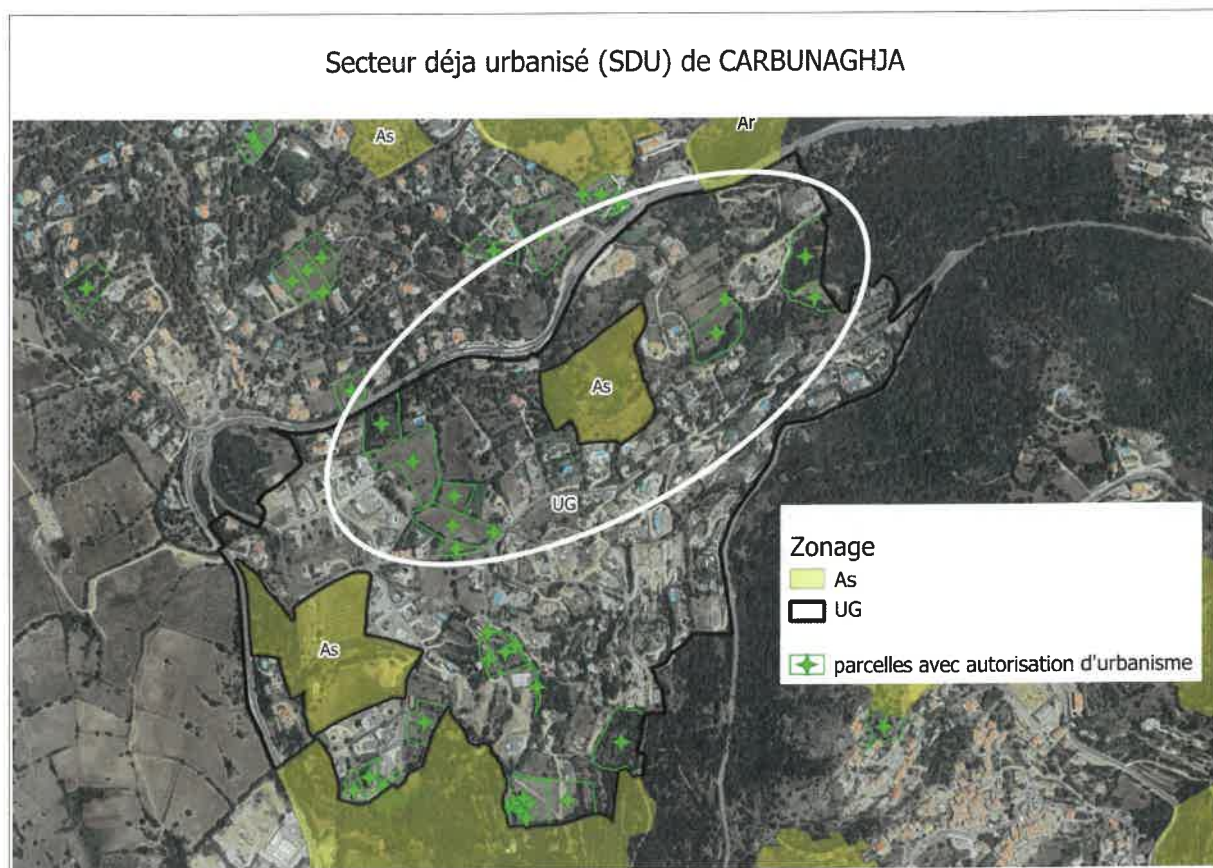 Secteur déja urbanisé (SDU) de CARBUNAGHJA
As
Ar
As
UG
As
Zonage
As
UG
parcelles avec autorisation d'urbanisme